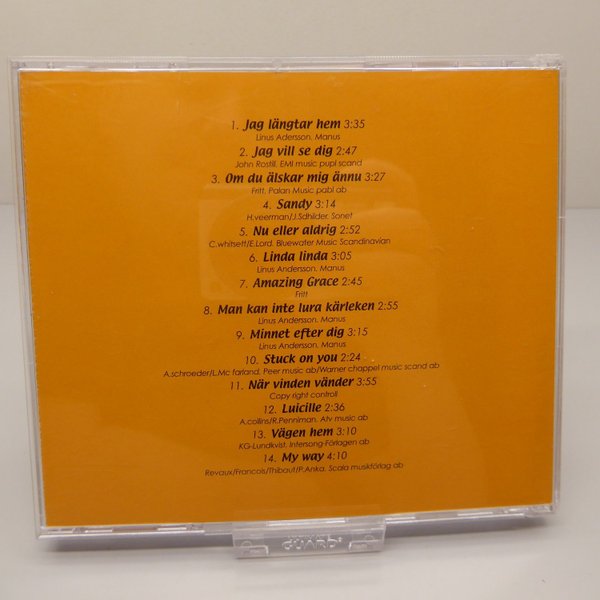 1. Jag längtar hem 3:35
Linus Adersson. Manus
2. Jag vill se dig 2:47
John Rostill. EMI music pupl scand
3. Om du älskar mig ännu 3:27
Fritt. Palan Music pabl ab
4. Sandy 3:14
H.veerman/J.Sdhilder. Sonet
5. Nu eller aldrig 2:52
C.whitsett/E.Lord. Bluewater Music Scandinavian
6. Linda linda 3:05
Linus Andersson. Manus
7. Amazing Grace 2:45
Fritt
8. Man kan inte lura kärleken 2:55
Linus Andersson. Manus
9. Minnet efter dig 3:15
Linus Andersson. Manus
10. Stuck on you 2:24
A.schroeder/L.Mc farland. Peer music ab/Warner chappel music scand ab
11. När vinden vänder 3:55
Copy right controll
12. Luicille 2:36
A.collins/R.Penniman. Atv music ab
13. Vägen hem 3:10
KG-Lundkvist. Intersong-Förlagen ab
14. My way 4:10
Revaux/Francois/Thibaut/P.Anka. Scala musikförlag ab
GUARD